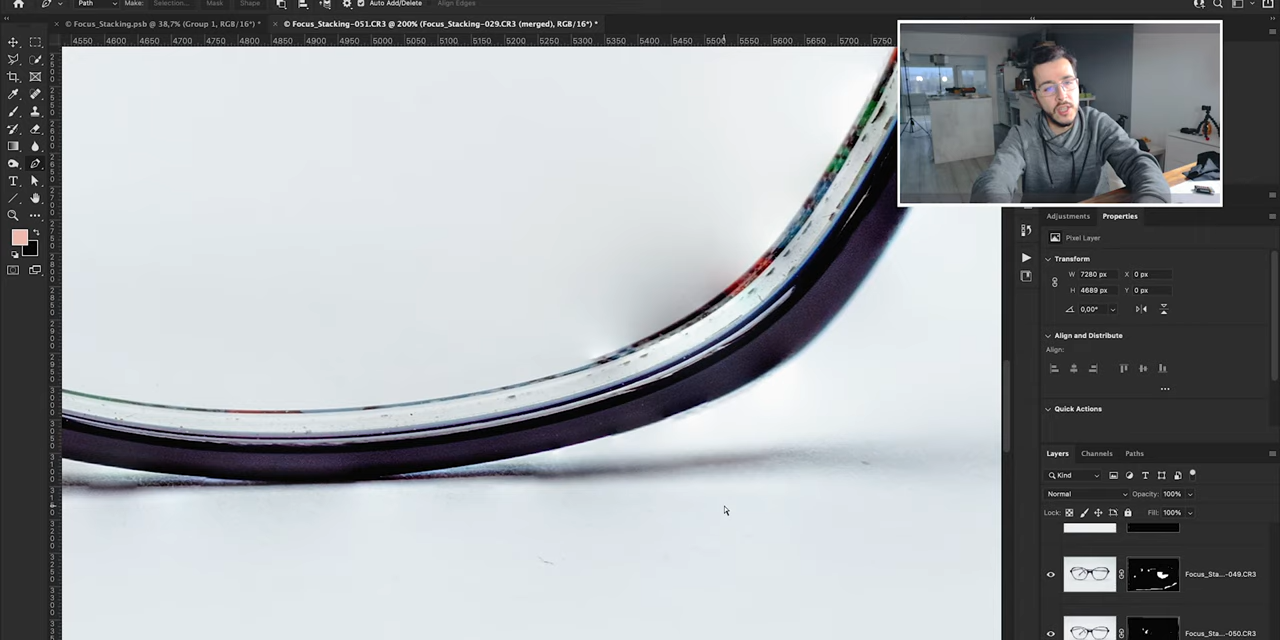 Path Make: Selection... Mask Shape Auto Add/Delete Align Edges
× Focus_Stacking.psb @ 38,7% (Group 1, RGB/16*) * × Focus_Stacking-051.CR3 @ 200% (Focus_Stacking-029.CR3 (merged), RGB/16*) *
4550 4600 4650 4700 4750 4800 4850 4900 4950 5000 5050 5100 5150 5200 5250 5300 5350 5400 5450 5500 5550 5600 5650 5700 5750
Adjustments Properties
Pixel Layer
Transform
W 7280 px X 0 px
H 4689 px Y 0 px
0,00°
Align and Distribute
Align:
Quick Actions
Layers Channels Paths
Kind
Normal Opacity: 100%
Lock: Fill: 100%
Focus_Sta...-049.CR3
Focus_Sta...-050.CR3